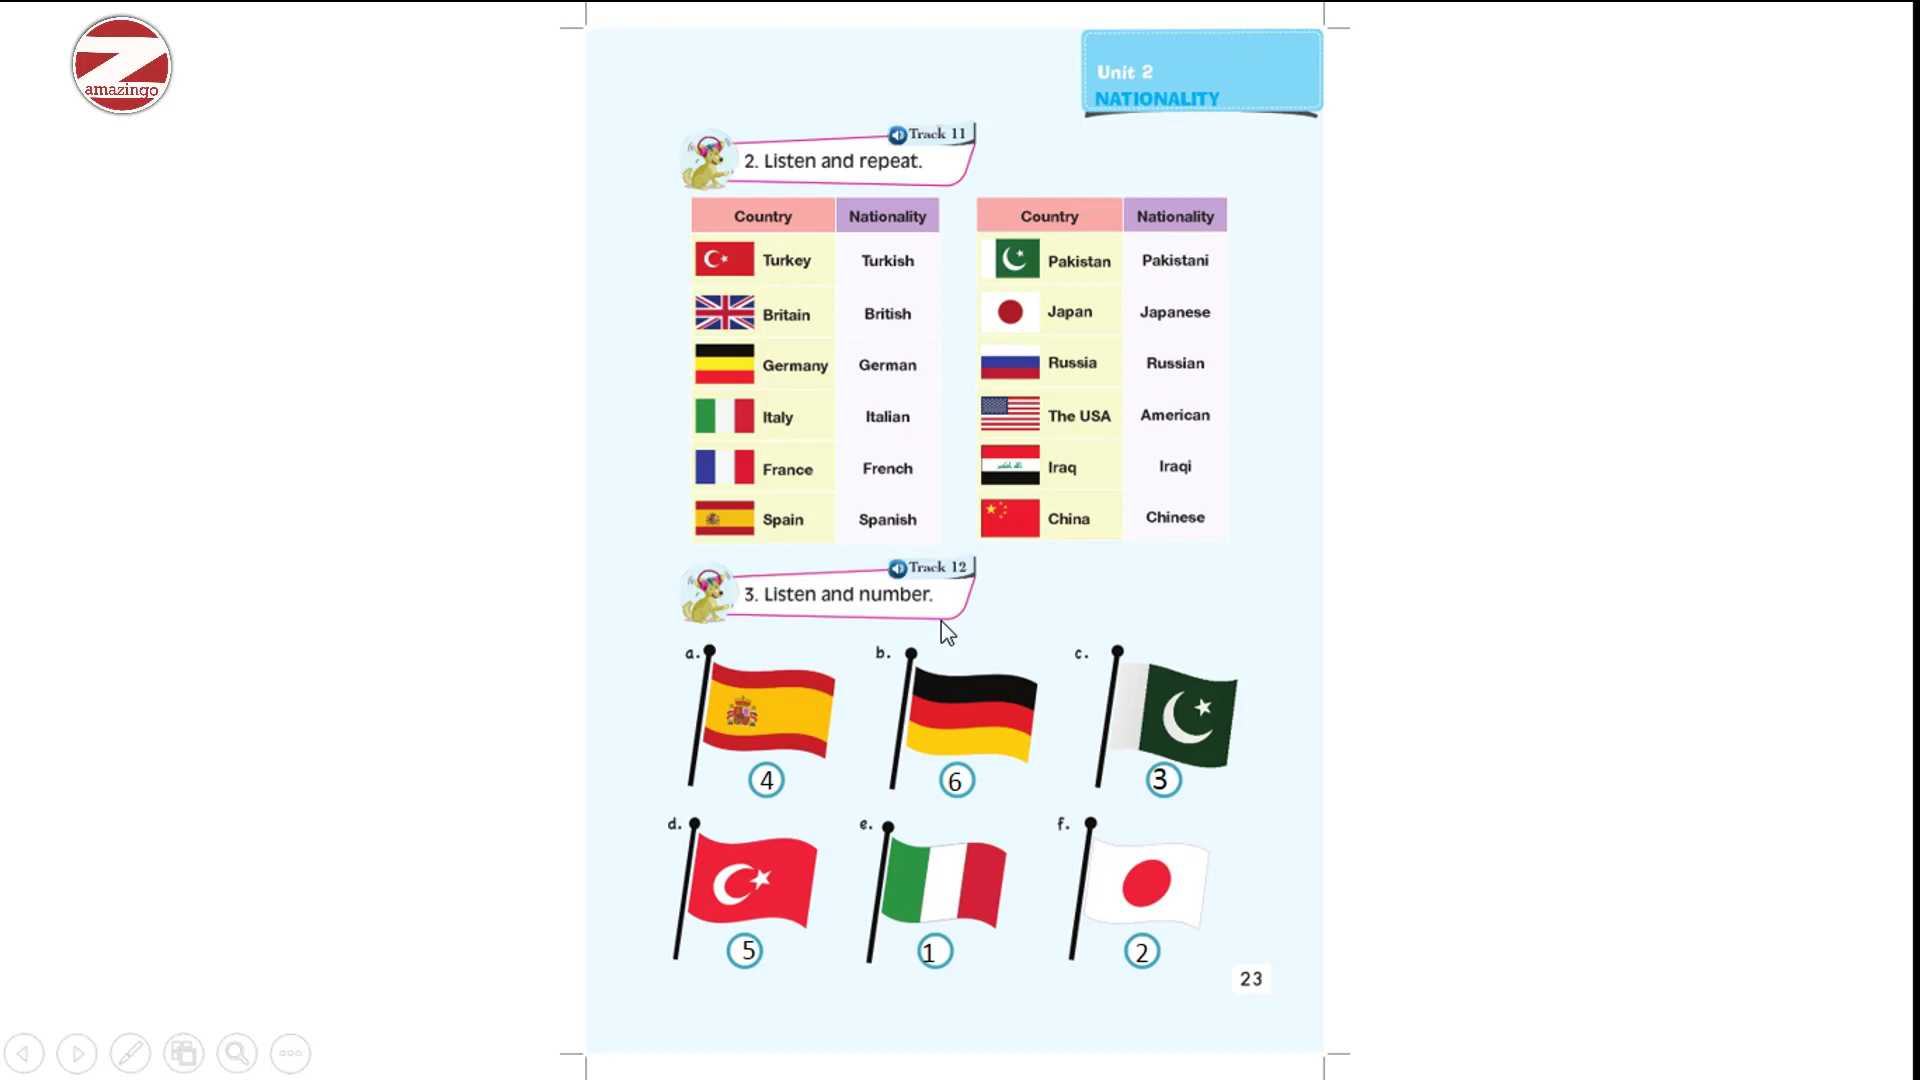 amazingo
Unit 2
NATIONALITY
Track 11
2. Listen and repeat.
Country Nationality
Turkey Turkish
Britain British
Germany German
Italy Italian
France French
Spain Spanish
Country Nationality
Pakistan Pakistani
Japan Japanese
Russia Russian
The USA American
Iraq Iraqi
China Chinese
Track 12
3. Listen and number.
a. b. c.
4 6 3
d. e. f.
5 1 2
23